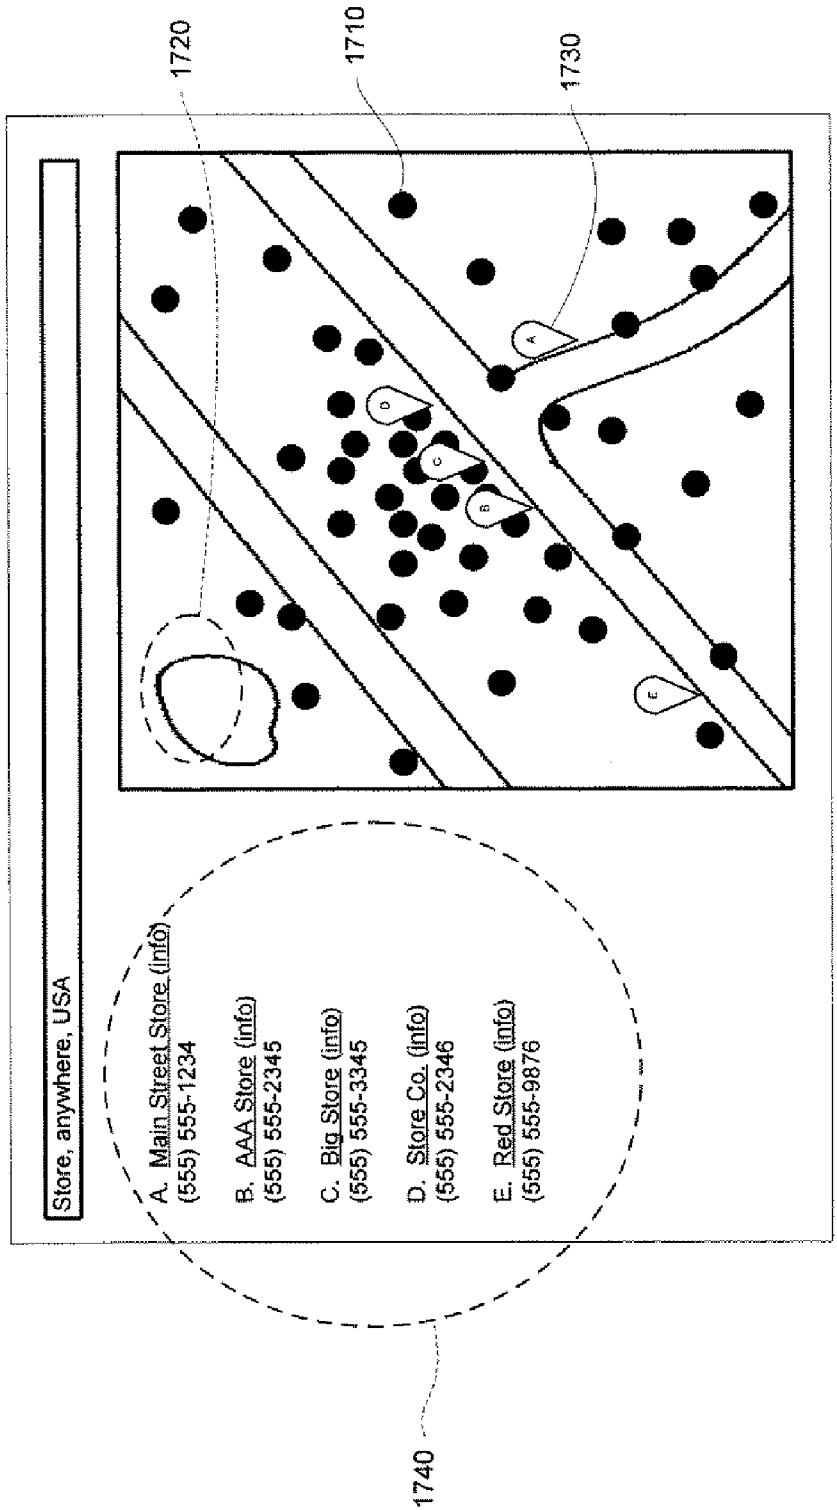 Store, anywhere, USA
A. Main Street Store (info)
(555) 555-1234
B. AAA Store (info)
(555) 555-2345
C. Big Store (info)
(555) 555-3345
D. Store Co. (info)
(555) 555-2346
E. Red Store (info)
(555) 555-9876
1740
1720
1710
1730
E
B
C
D
A